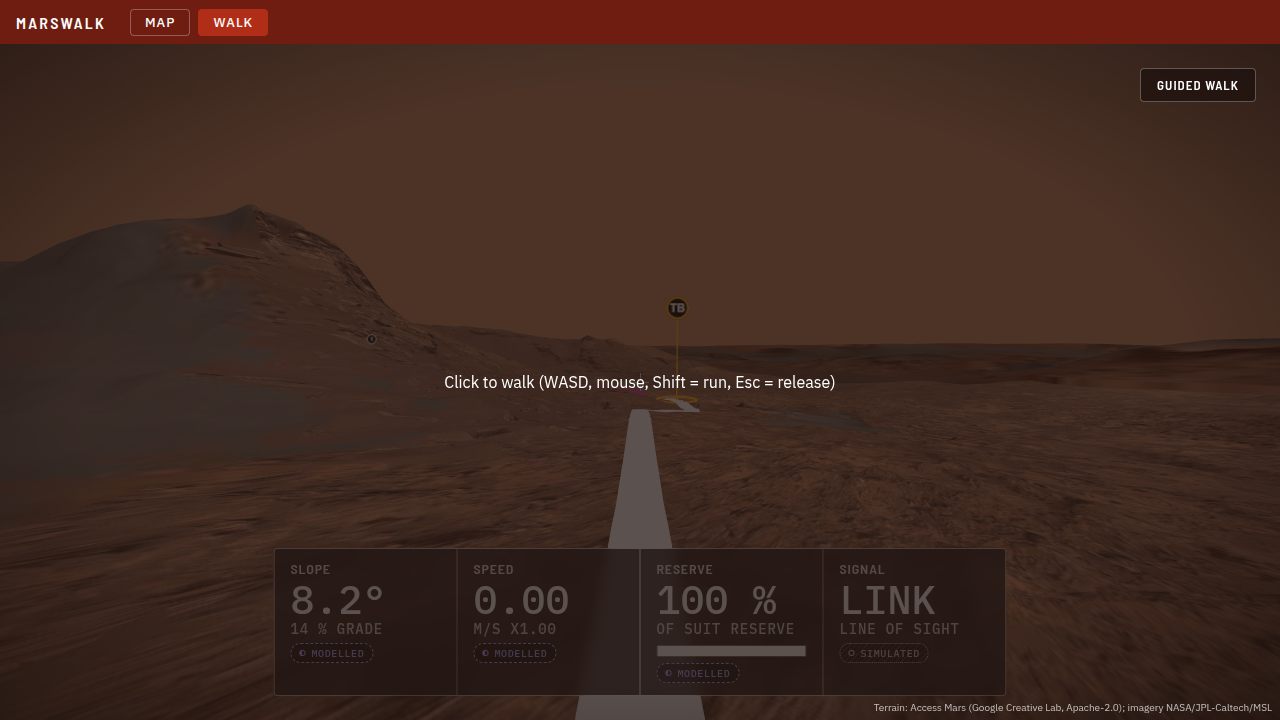 MARSWALK
MAP
WALK
GUIDED WALK
TB
Click to walk (WASD, mouse, Shift = run, Esc = release)
SLOPE
8.2°
14 % GRADE
MODELLED
SPEED
0.00
M/S X1.00
MODELLED
RESERVE
100 %
OF SUIT RESERVE
MODELLED
SIGNAL
LINK
LINE OF SIGHT
SIMULATED
Terrain: Access Mars (Google Creative Lab, Apache-2.0); imagery NASA/JPL-Caltech/MSL